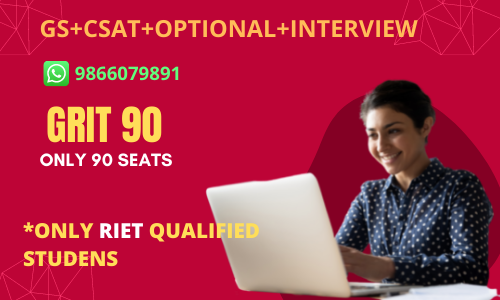 GS+CSAT+OPTIONAL+INTERVIEW
9866079891
GRIT 90
ONLY 90 SEATS
*ONLY RIET QUALIFIED
STUDENS